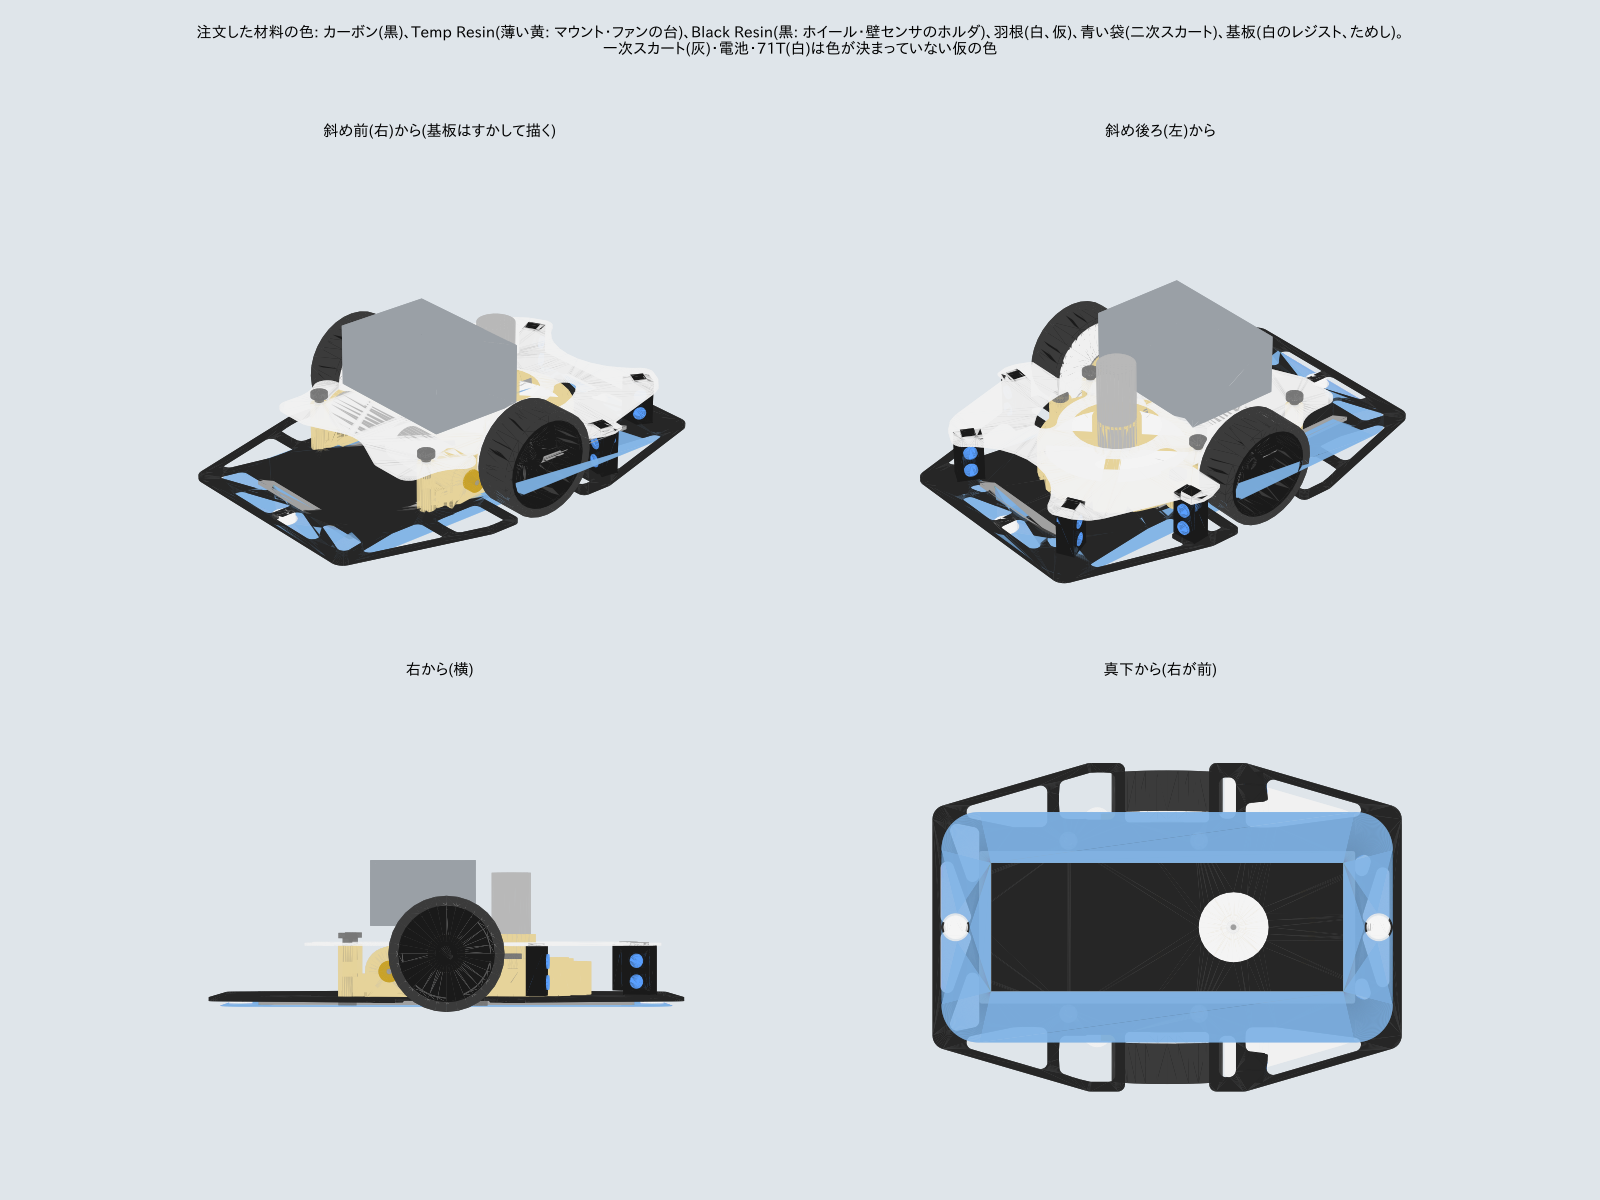 注文した材料の色: カーボン(黒)、Temp Resin(薄い黄: マウント・ファンの台)、Black Resin(黒: ホイール・壁センサのホルダ)、羽根(白、仮)、青い袋(二次スカート)、基板(白のレジスト、ためし)。
一次スカート(灰)・電池・71T(白)は色が決まっていない仮の色
斜め前(右)から(基板はすかして描く)
斜め後ろ(左)から
右から(横)
真下から(右が前)